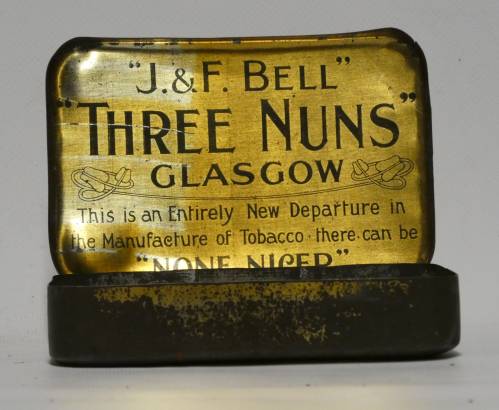 "J. & F. BELL"
"THREE NUNS"
GLASGOW
This is an Entirely New Departure in
the Manufacture of Tobacco · there can be
"NONE NICER"